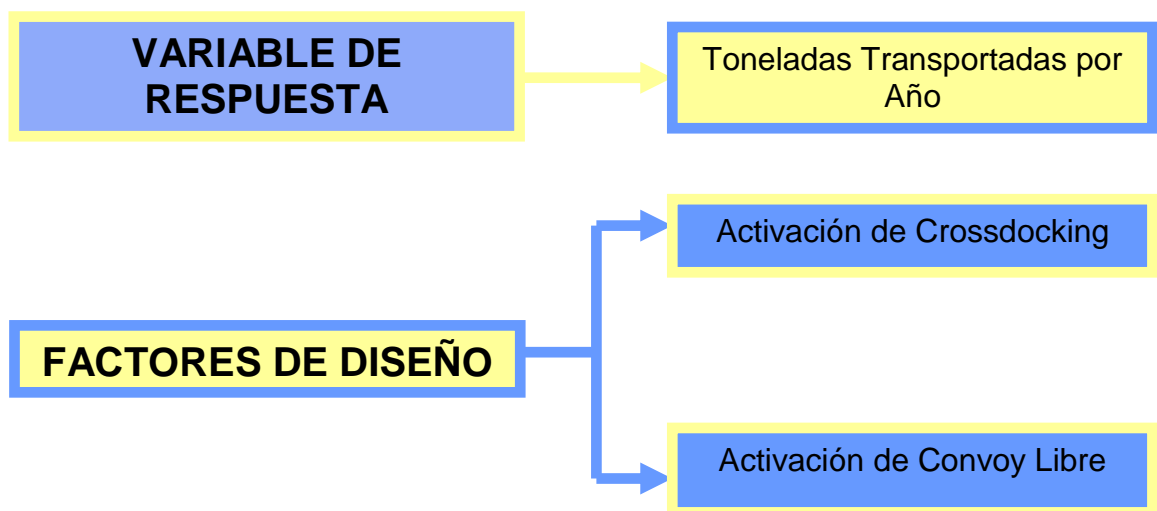 VARIABLE DE
RESPUESTA
Toneladas Transportadas por
Año
Activación de Crossdocking
FACTORES DE DISEÑO
Activación de Convoy Libre